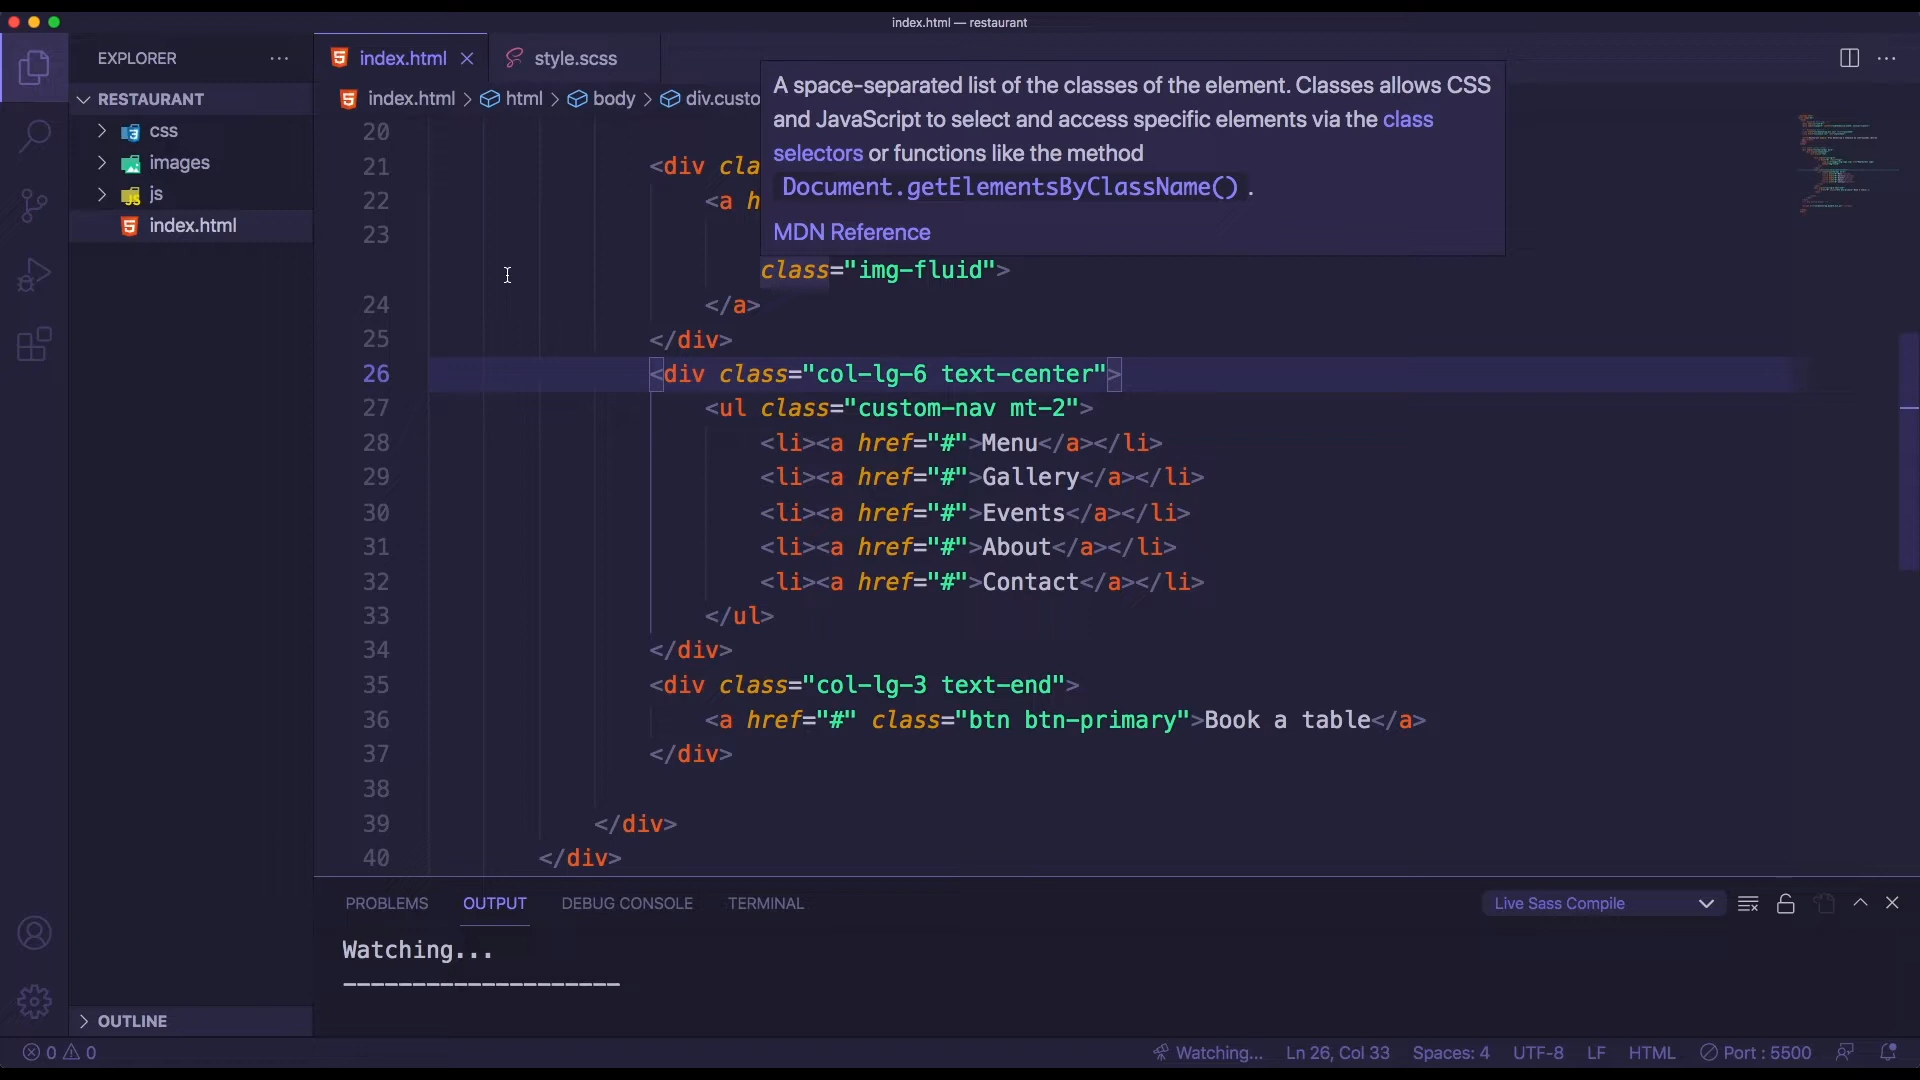 index.html — restaurant
EXPLORER
RESTAURANT
css
images
js
index.html
OUTLINE
index.html
style.scss
index.html > html > body > div.custo
A space-separated list of the classes of the element. Classes allows CSS
and JavaScript to select and access specific elements via the class
selectors or functions like the method
Document.getElementsByClassName() .
MDN Reference
20
21 <div cla
22 <a h
23
class="img-fluid">
24 </a>
25 </div>
26 <div class="col-lg-6 text-center">
27 <ul class="custom-nav mt-2">
28 <li><a href="#">Menu</a></li>
29 <li><a href="#">Gallery</a></li>
30 <li><a href="#">Events</a></li>
31 <li><a href="#">About</a></li>
32 <li><a href="#">Contact</a></li>
33 </ul>
34 </div>
35 <div class="col-lg-3 text-end">
36 <a href="#" class="btn btn-primary">Book a table</a>
37 </div>
38
39 </div>
40 </div>
PROBLEMS OUTPUT DEBUG CONSOLE TERMINAL
Live Sass Compile
Watching...
--------------------
0 0
Watching... Ln 26, Col 33 Spaces: 4 UTF-8 LF HTML Port : 5500